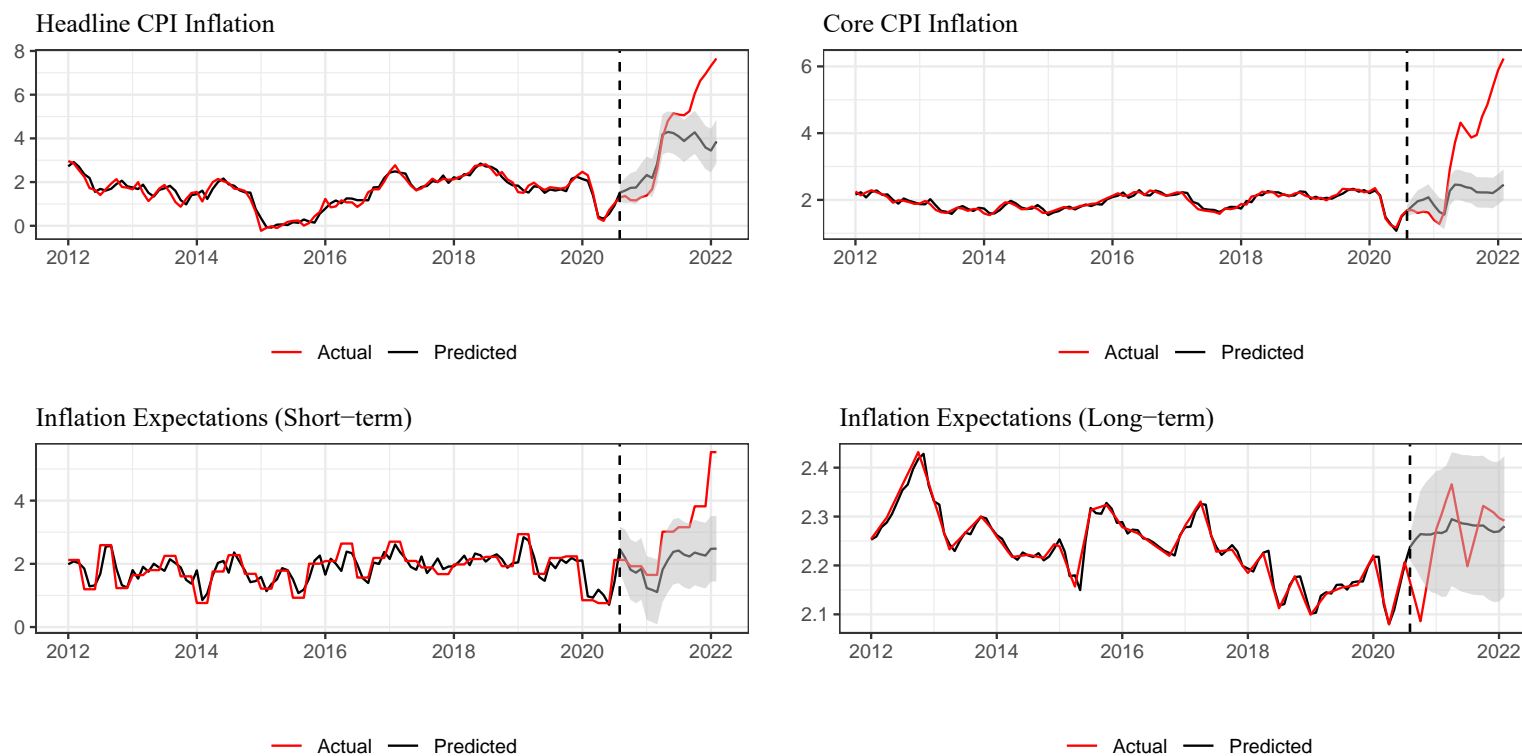 Headline CPI Inflation
8
6
4
2
0
2012 2014 2016 2018 2020 2022
Actual Predicted
Core CPI Inflation
6
4
2
2012 2014 2016 2018 2020 2022
Actual Predicted
Inflation Expectations (Short−term)
4
2
0
2012 2014 2016 2018 2020 2022
Actual Predicted
Inflation Expectations (Long−term)
2.4
2.3
2.2
2.1
2012 2014 2016 2018 2020 2022
Actual Predicted